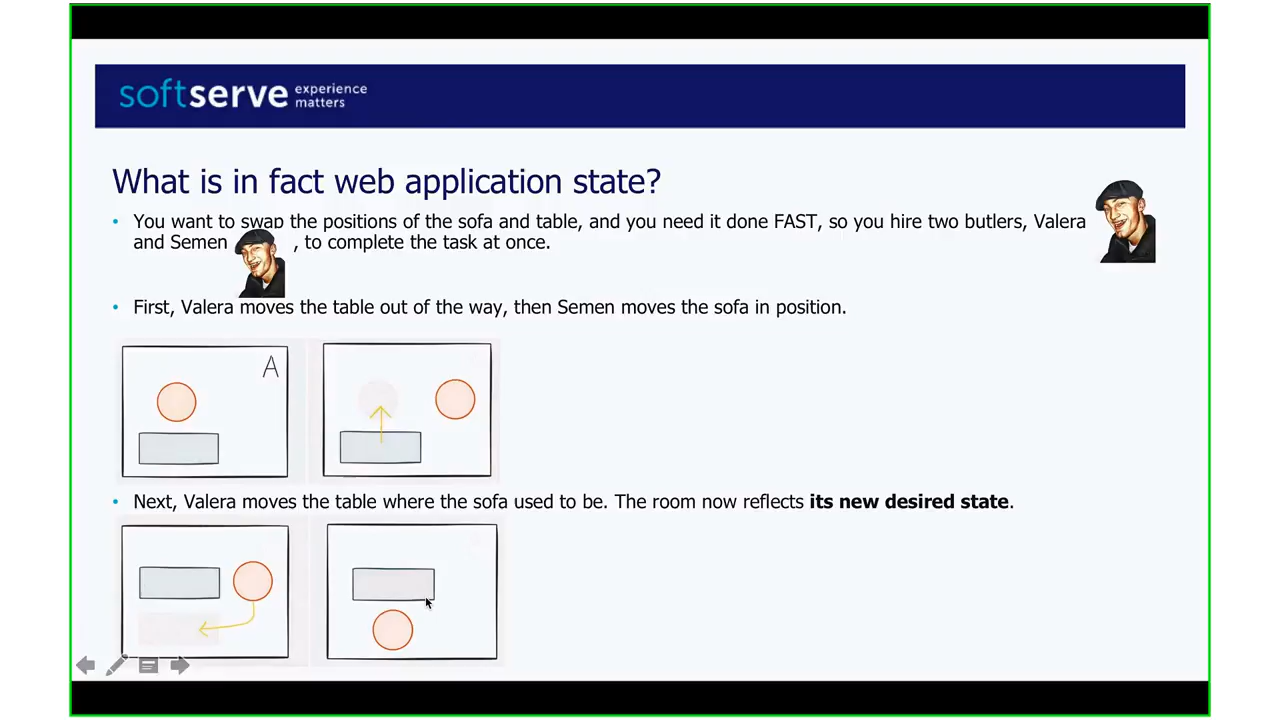 softserve experience matters
What is in fact web application state?
• You want to swap the positions of the sofa and table, and you need it done FAST, so you hire two butlers, Valera
and Semen , to complete the task at once.
• First, Valera moves the table out of the way, then Semen moves the sofa in position.
A
• Next, Valera moves the table where the sofa used to be. The room now reflects its new desired state.